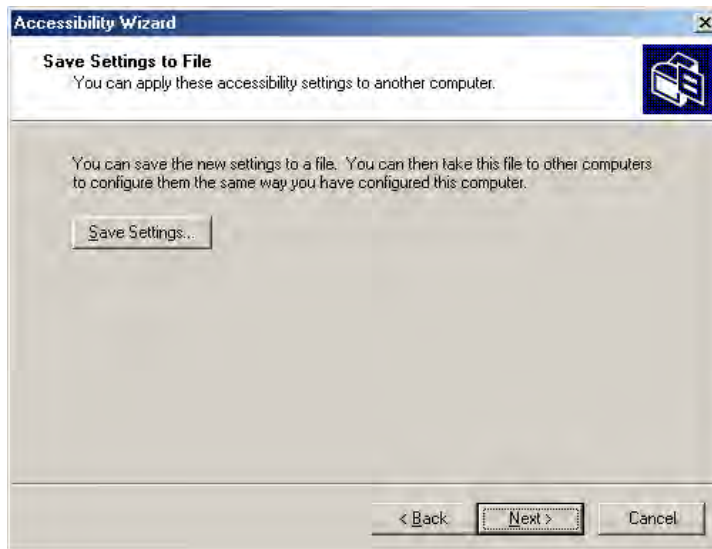 Accessibility Wizard
Save Settings to File
You can apply these accessibility settings to another computer.
You can save the new settings to a file. You can then take this file to other computers
to configure them the same way you have configured this computer.
Save Settings...
< Back
Next >
Cancel